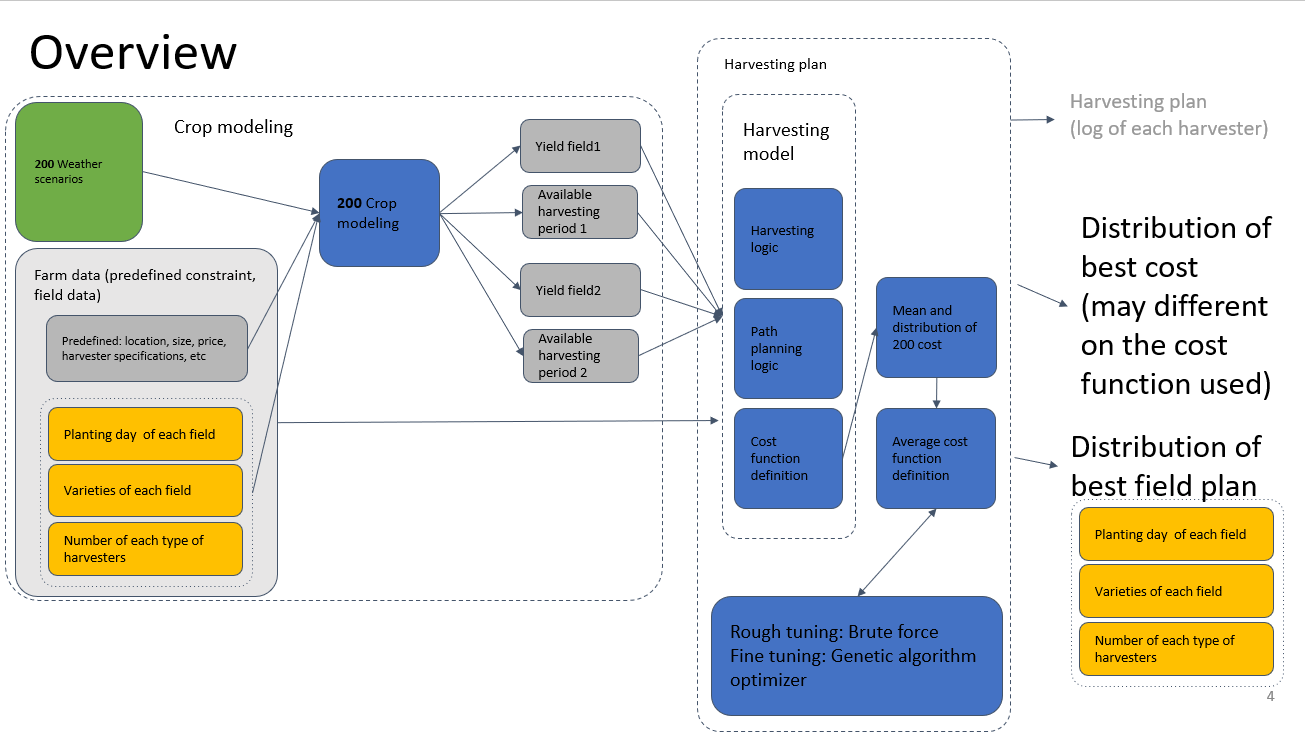 Overview
Crop modeling
200 Weather
scenarios
200 Crop
modeling
Farm data (predefined constraint,
field data)
Predefined: location, size, price,
harvester specifications, etc
Planting day  of each field
Varieties of each field
Number of each type of
harvesters
Yield field1
Available
harvesting
period 1
Yield field2
Available
harvesting
period 2
Harvesting plan
Harvesting
model
Harvesting
logic
Path
planning
logic
Cost
function
definition
Mean and
distribution of
200 cost
Average cost
function
definition
Rough tuning: Brute force
Fine tuning: Genetic algorithm
optimizer
Harvesting plan
(log of each harvester)
Distribution of
best cost
(may different
on the cost
function used)
Distribution of
best field plan
Planting day  of each field
Varieties of each field
Number of each type of
harvesters
4